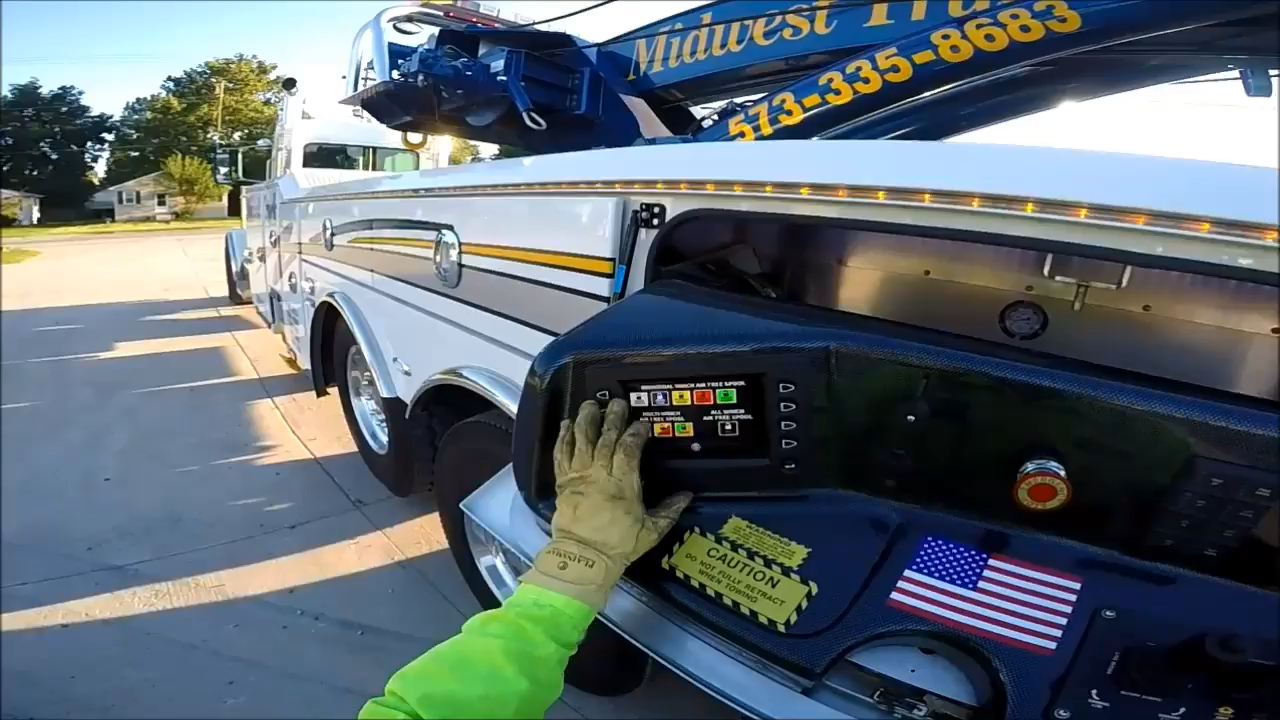 Midwest
573-335-8683
INDIVIDUAL WINCH AIR FREE SPOOL
MULTI-WINCH
AIR FREE SPOOL
ALL WINCH
AIR FREE SPOOL
WARNING
CAUTION
DO NOT FULLY RETRACT
WHEN TOWING